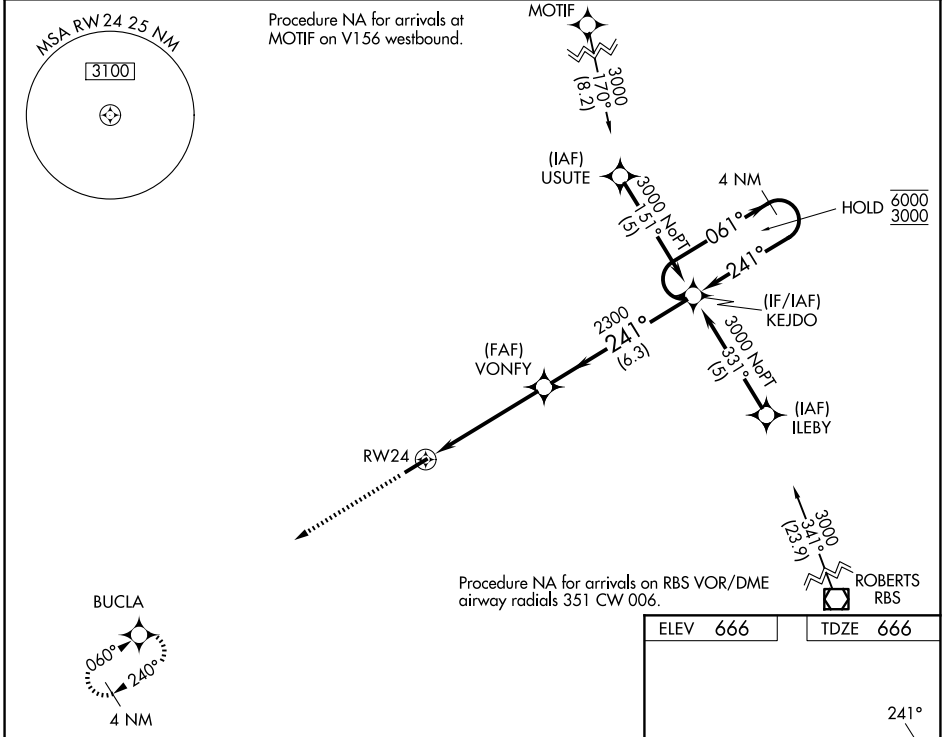 MSA RW 24 25 NM
3100
Procedure NA for arrivals at
MOTIF on V156 westbound.
MOTIF
3000
170°
(8.2)
(IAF)
USUTE
3000 NoPT
151°
(5)
4 NM
HOLD
6000
3000
061°
241°
(IF/IAF)
KEJDO
2300
241°
(6.3)
(FAF)
VONFY
3000 NoPT
331°
(5)
(IAF)
ILEBY
RW24
3000
341°
(23.9)
Procedure NA for arrivals on RBS VOR/DME
airway radials 351 CW 006.
ROBERTS
RBS
BUCLA
060°
240°
4 NM
ELEV 666
TDZE 666
241°